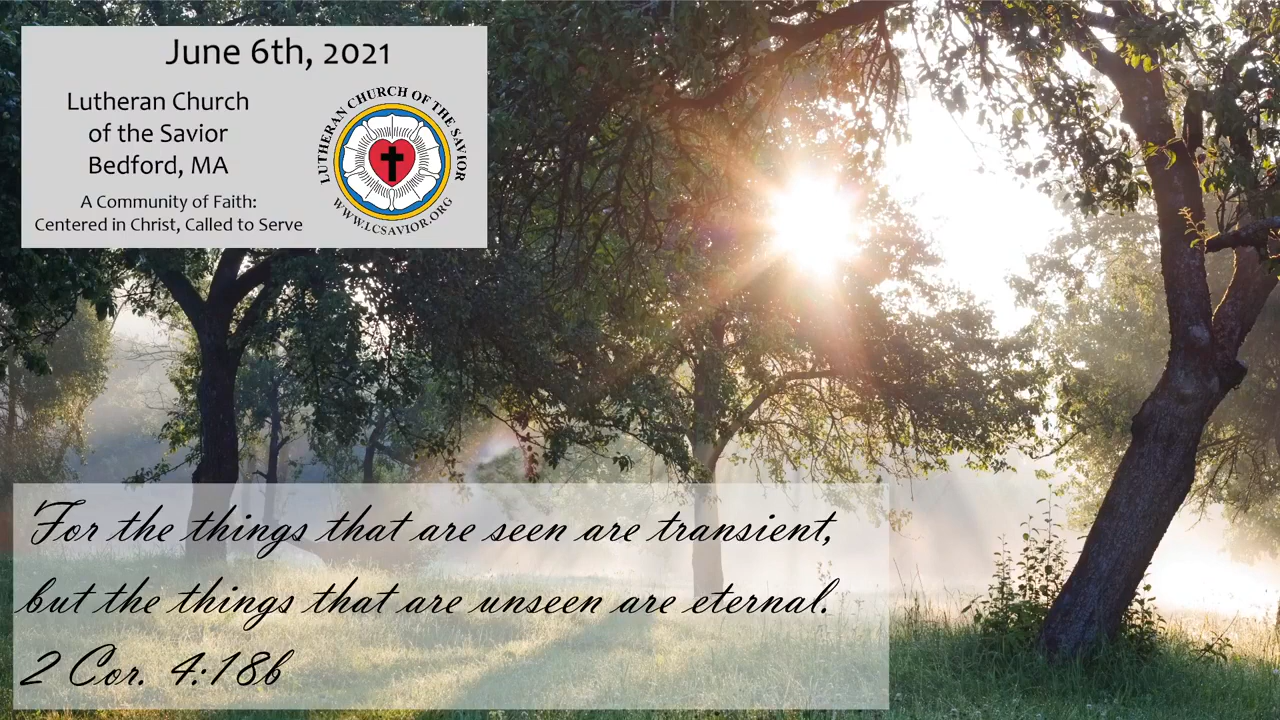 June 6th, 2021
Lutheran Church
of the Savior
Bedford, MA
A Community of Faith:
Centered in Christ, Called to Serve
LUTHERAN CHURCH OF THE SAVIOR
WWW.LCSAVIOR.ORG
For the things that are seen are transient,
but the things that are unseen are eternal.
2 Cor. 4:18b